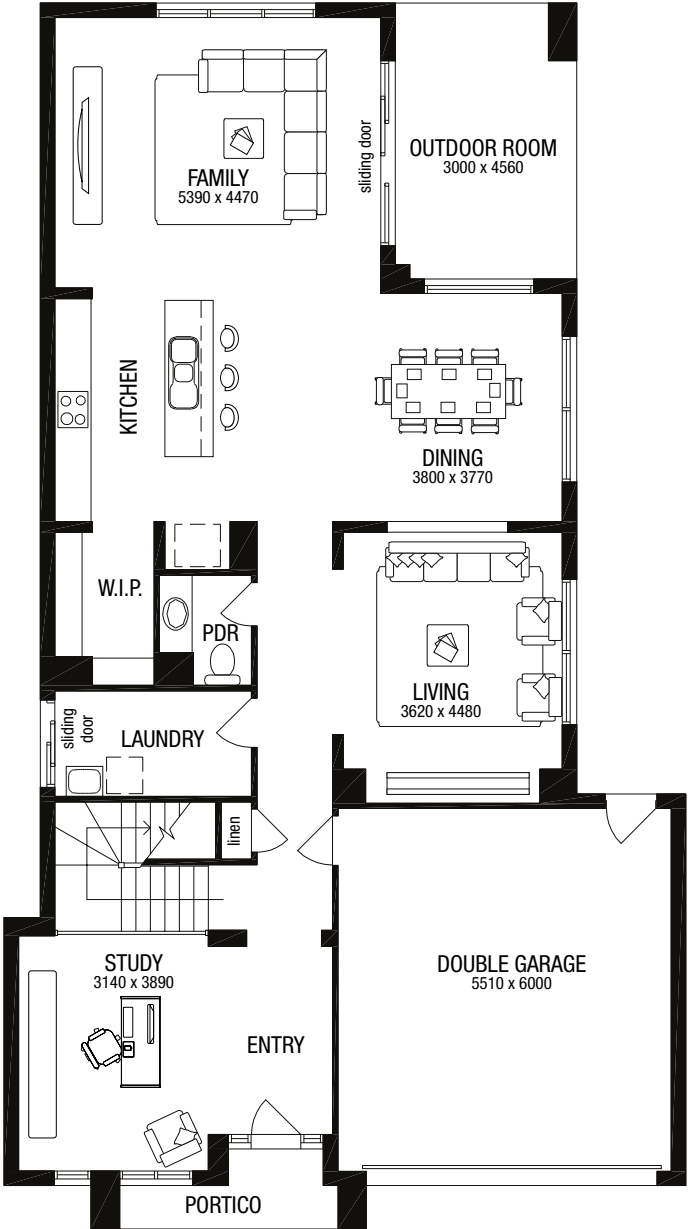 OUTDOOR ROOM
3000 x 4560
sliding door
FAMILY
5390 x 4470
KITCHEN
DINING
3800 x 3770
W.I.P.
PDR
LIVING
3620 x 4480
sliding
door
LAUNDRY
linen
STUDY
3140 x 3890
DOUBLE GARAGE
5510 x 6000
ENTRY
PORTICO